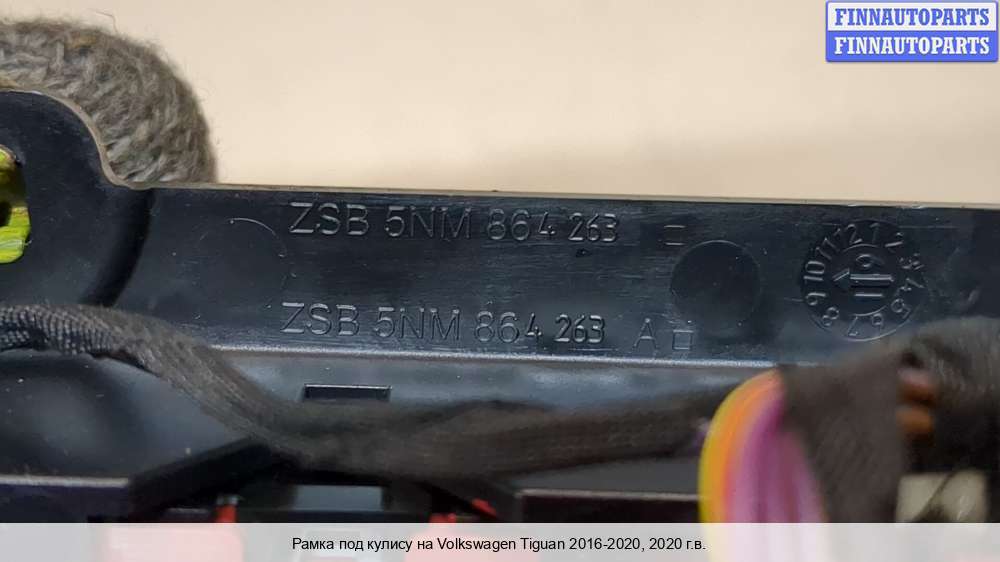 FINNAUTOPARTS
FINNAUTOPARTS
ZSB 5NM 864 263
ZSB 5NM 864 263 A
Рамка под кулису на Volkswagen Tiguan 2016-2020, 2020 г.в.